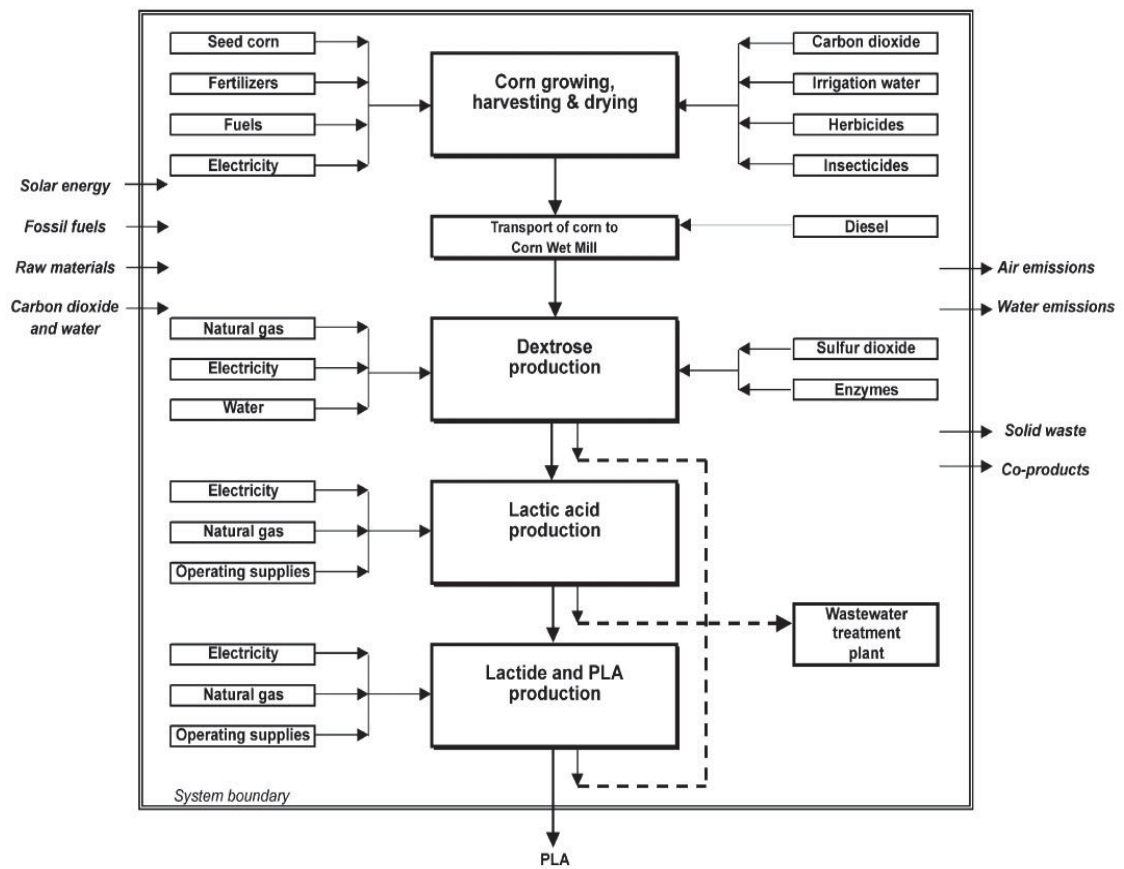 Seed corn
Fertilizers
Fuels
Electricity
Corn growing,
harvesting & drying
Carbon dioxide
Irrigation water
Herbicides
Insecticides
Solar energy
Fossil fuels
Raw materials
Carbon dioxide
and water
Transport of corn to
Corn Wet Mill
Diesel
Air emissions
Water emissions
Solid waste
Co-products
Natural gas
Electricity
Water
Dextrose
production
Sulfur dioxide
Enzymes
Electricity
Natural gas
Operating supplies
Lactic acid
production
Wastewater
treatment
plant
Electricity
Natural gas
Operating supplies
Lactide and PLA
production
System boundary
PLA